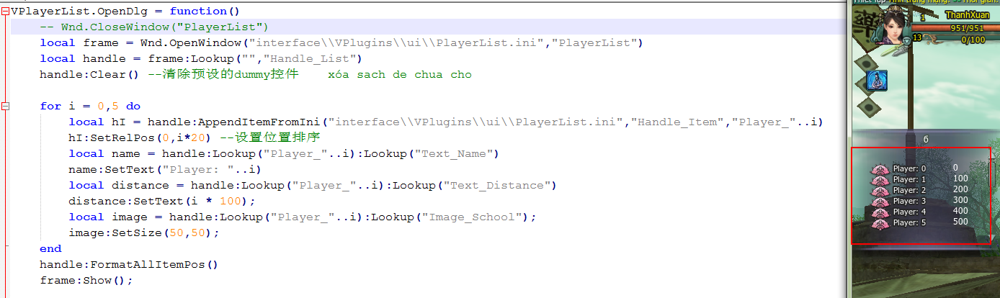 VPlayerList.OpenDlg = function()
-- Wnd.CloseWindow("PlayerList")
local frame = Wnd.OpenWindow("interface\\VPlugins\\ui\\PlayerList.ini","PlayerList")
local handle = frame:Lookup("","Handle_List")
handle:Clear() --清除预设的dummy控件 xóa sach de chua cho
for i = 0,5 do
local hI = handle:AppendItemFromIni("interface\\VPlugins\\ui\\PlayerList.ini","Handle_Item","Player_"..i)
hI:SetRelPos(0,i*20) --设置位置排序
local name = handle:Lookup("Player_"..i):Lookup("Text_Name")
name:SetText("Player: "..i)
local distance = handle:Lookup("Player_"..i):Lookup("Text_Distance")
distance:SetText(i * 100);
local image = handle:Lookup("Player_"..i):Lookup("Image_School");
image:SetSize(50,50);
end
handle:FormatAllItemPos()
frame:Show();
1 ThanhXuan
951/951
13 0/100
6
Player: 0 0
Player: 1 100
Player: 2 200
Player: 3 300
Player: 4 400
Player: 5 500